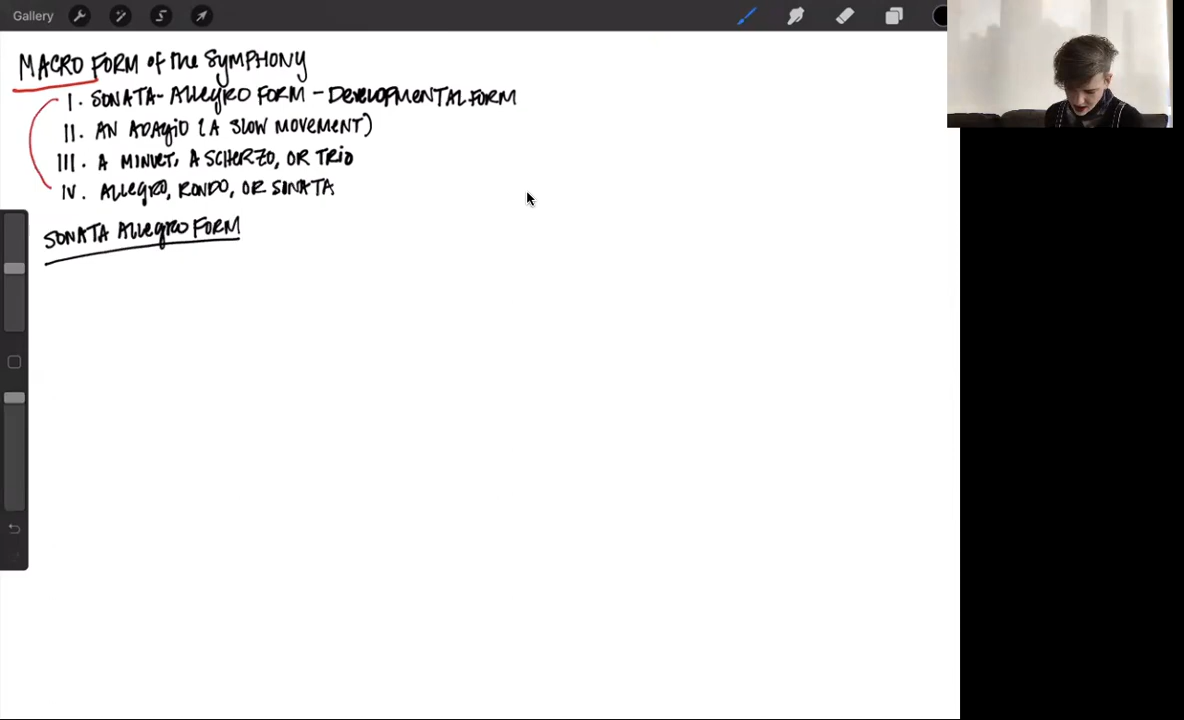 Gallery
MACRO FORM of the SYMPHONY
I. SONATA-ALLEGRO FORM - DEVELOPMENTAL FORM
II. AN ADAGIO (A SLOW MOVEMENT)
III. A MINUET, A SCHERZO, OR TRIO
IV. ALLEGRO, RONDO, OR SONATA
SONATA ALLEGRO FORM